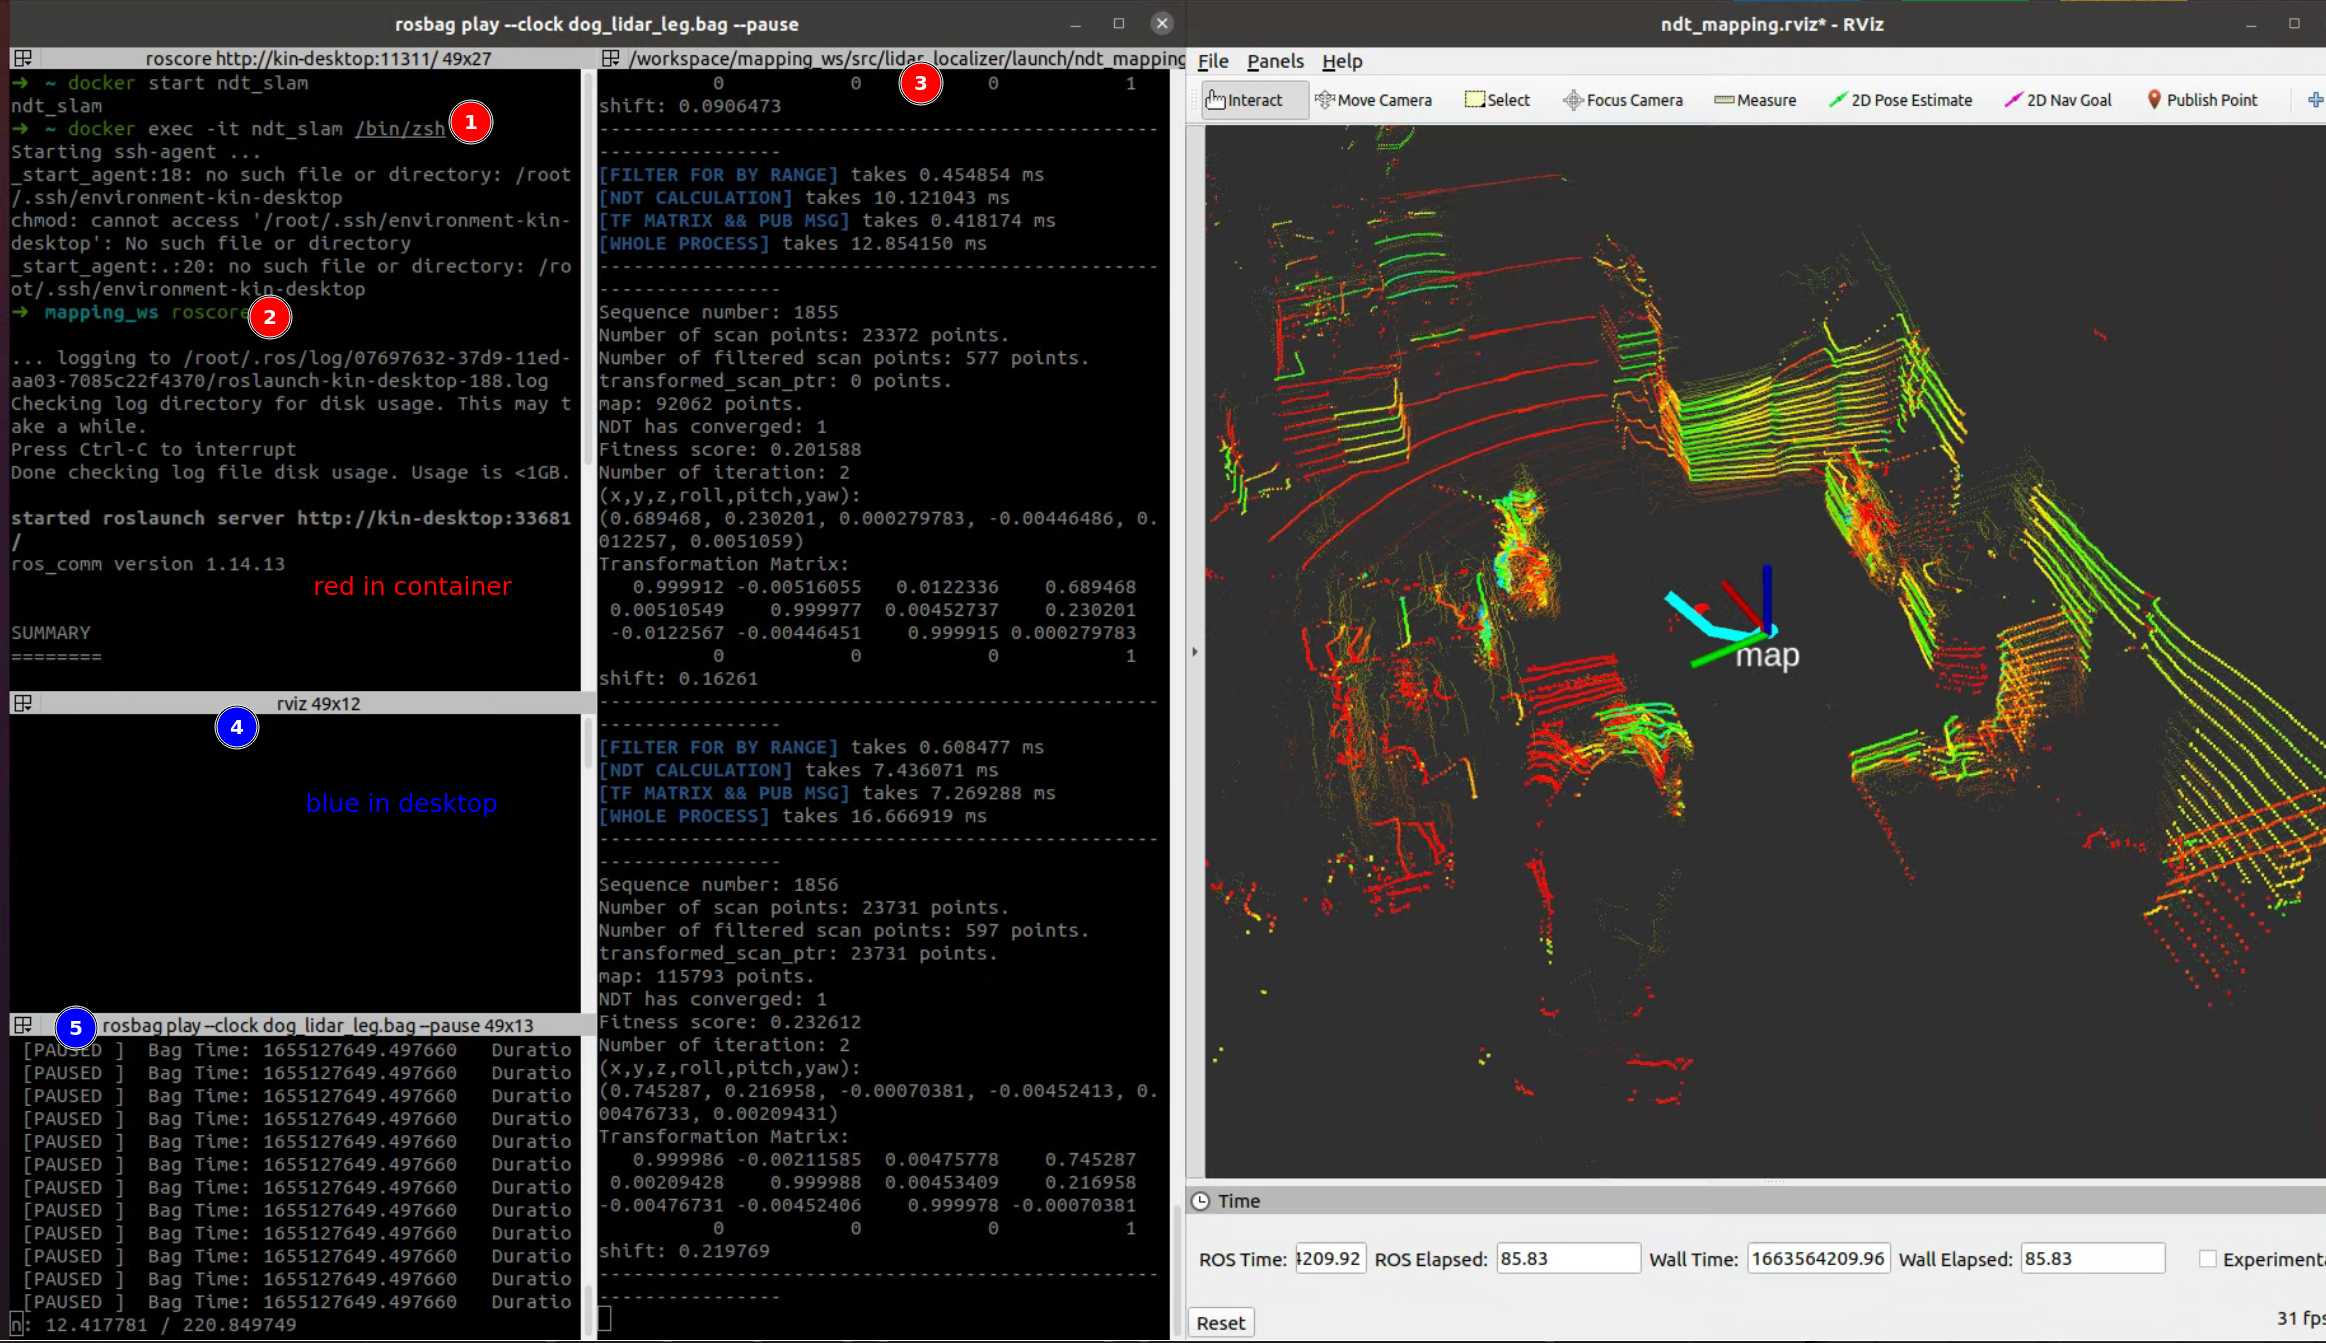 rosbag play --clock dog_lidar_leg.bag --pause
roscore http://kin-desktop:11311/ 49x27
➜ ~ docker start ndt_slam
ndt_slam
➜ ~ docker exec -it ndt_slam /bin/zsh
1
Starting ssh-agent ...
_start_agent:18: no such file or directory: /root
/.ssh/environment-kin-desktop
chmod: cannot access '/root/.ssh/environment-kin-
desktop': No such file or directory
_start_agent:.:20: no such file or directory: /ro
ot/.ssh/environment-kin-desktop
➜ mapping_ws roscore
2
... logging to /root/.ros/log/07697632-37d9-11ed-
aa03-7085c22f4370/roslaunch-kin-desktop-188.log
Checking log directory for disk usage. This may t
ake a while.
Press Ctrl-C to interrupt
Done checking log file disk usage. Usage is <1GB.
started roslaunch server http://kin-desktop:33681
/
ros_comm version 1.14.13
red in container
SUMMARY
========
rviz 49x12
4
blue in desktop
5
rosbag play --clock dog_lidar_leg.bag --pause 49x13
[PAUSED ] Bag Time: 1655127649.497660 Duratio
[PAUSED ] Bag Time: 1655127649.497660 Duratio
[PAUSED ] Bag Time: 1655127649.497660 Duratio
[PAUSED ] Bag Time: 1655127649.497660 Duratio
[PAUSED ] Bag Time: 1655127649.497660 Duratio
[PAUSED ] Bag Time: 1655127649.497660 Duratio
[PAUSED ] Bag Time: 1655127649.497660 Duratio
[PAUSED ] Bag Time: 1655127649.497660 Duratio
[PAUSED ] Bag Time: 1655127649.497660 Duratio
[PAUSED ] Bag Time: 1655127649.497660 Duratio
[PAUSED ] Bag Time: 1655127649.497660 Duratio
[PAUSED ] Bag Time: 1655127649.497660 Duratio
n: 12.417781 / 220.849749
/workspace/mapping_ws/src/lidar_localizer/launch/ndt_mapping
3
0 0 0 1
shift: 0.0906473
-------------------------------------------------
----------------
[FILTER FOR BY RANGE] takes 0.454854 ms
[NDT CALCULATION] takes 10.121043 ms
[TF MATRIX && PUB MSG] takes 0.418174 ms
[WHOLE PROCESS] takes 12.854150 ms
-------------------------------------------------
----------------
Sequence number: 1855
Number of scan points: 23372 points.
Number of filtered scan points: 577 points.
transformed_scan_ptr: 0 points.
map: 92062 points.
NDT has converged: 1
Fitness score: 0.201588
Number of iteration: 2
(x,y,z,roll,pitch,yaw):
(0.689468, 0.230201, 0.000279783, -0.00446486, 0.
012257, 0.0051059)
Transformation Matrix:
0.999912 -0.00516055 0.0122336 0.689468
0.00510549 0.999977 0.00452737 0.230201
-0.0122567 -0.00446451 0.999915 0.000279783
0 0 0 1
shift: 0.16261
-------------------------------------------------
----------------
[FILTER FOR BY RANGE] takes 0.608477 ms
[NDT CALCULATION] takes 7.436071 ms
[TF MATRIX && PUB MSG] takes 7.269288 ms
[WHOLE PROCESS] takes 16.666919 ms
-------------------------------------------------
----------------
Sequence number: 1856
Number of scan points: 23731 points.
Number of filtered scan points: 597 points.
transformed_scan_ptr: 23731 points.
map: 115793 points.
NDT has converged: 1
Fitness score: 0.232612
Number of iteration: 2
(x,y,z,roll,pitch,yaw):
(0.745287, 0.216958, -0.00070381, -0.00452413, 0.
00476733, 0.00209431)
Transformation Matrix:
0.999986 -0.00211585 0.00475778 0.745287
0.00209428 0.999988 0.00453409 0.216958
-0.00476731 -0.00452406 0.999978 -0.00070381
0 0 0 1
shift: 0.219769
-------------------------------------------------
----------------
ndt_mapping.rviz* - RViz
File Panels Help
Interact Move Camera Select Focus Camera Measure 2D Pose Estimate 2D Nav Goal Publish Point
map
Time
ROS Time: 4209.92 ROS Elapsed: 85.83 Wall Time: 1663564209.96 Wall Elapsed: 85.83 Experimenta
Reset
31 fps